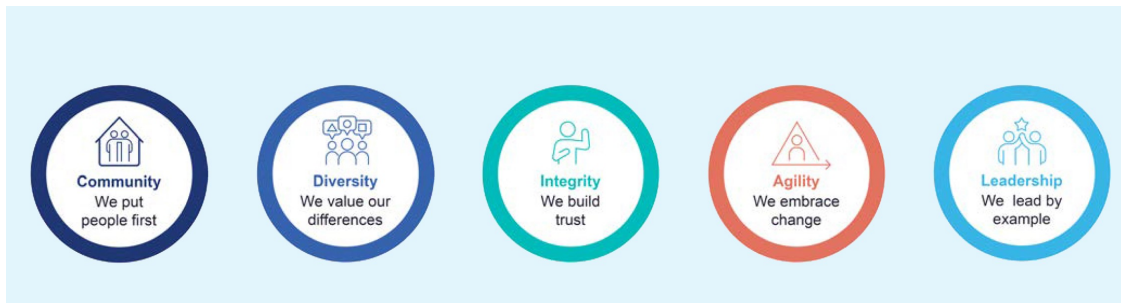 Community
We put
people first
Diversity
We value our
differences
Integrity
We build
trust
Agility
We embrace
change
Leadership
We lead by
example